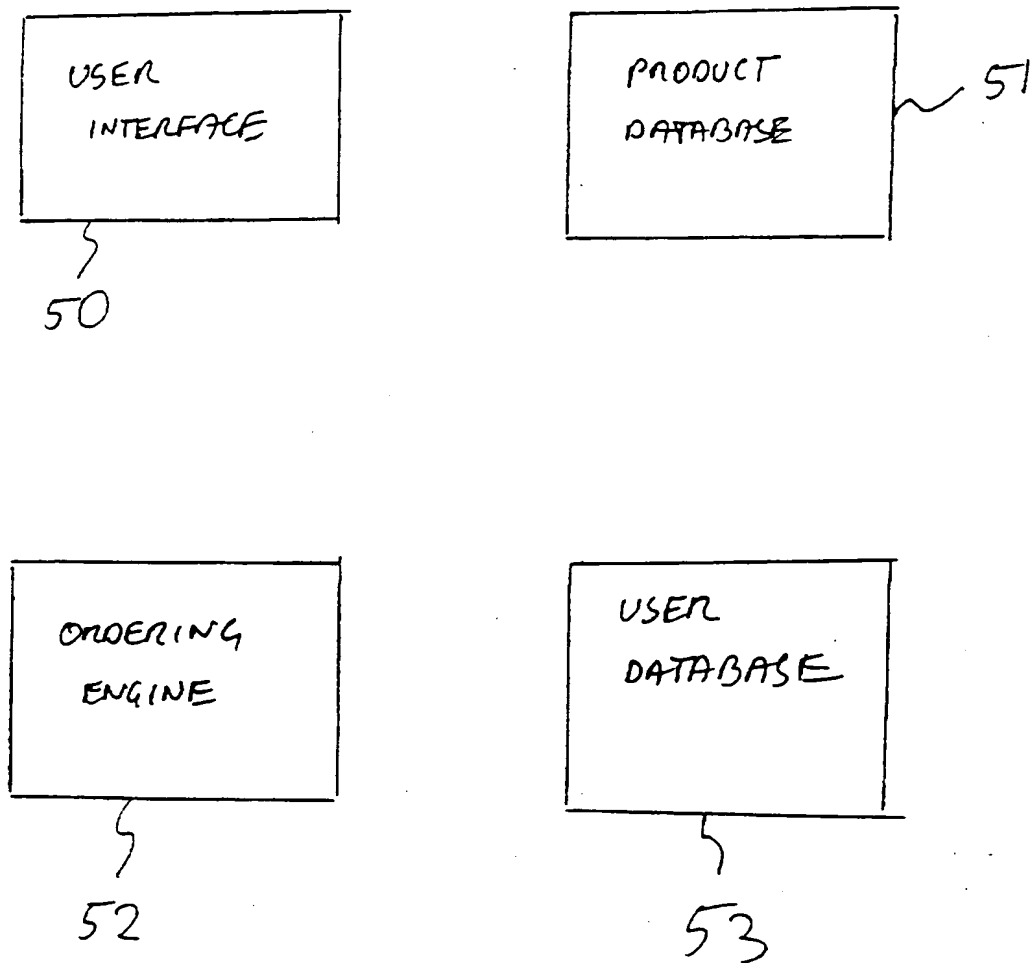 USER
INTERFACE
50
PRODUCT
DATABASE
51
ORDERING
ENGINE
52
USER
DATABASE
53